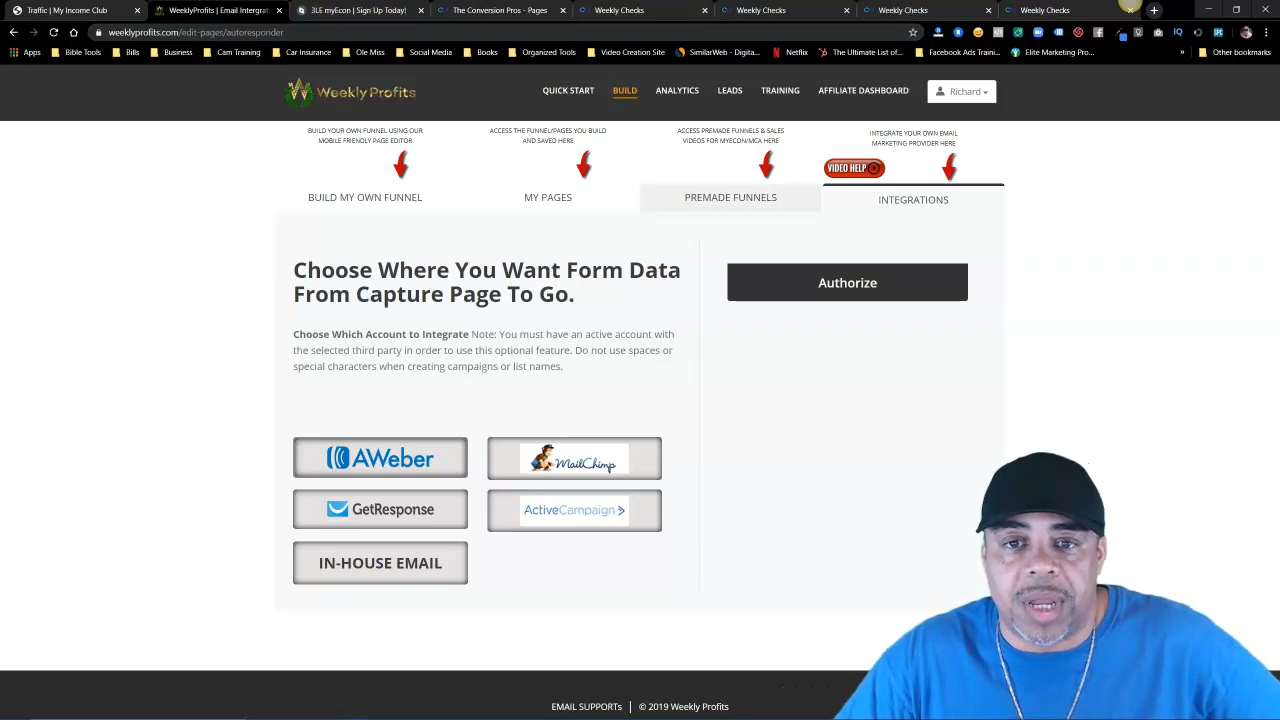 Traffic | My Income Club
WeeklyProfits | Email Integrat
3LE myEcon | Sign Up Today!
The Conversion Pros - Pages
Weekly Checks
Weekly Checks
Weekly Checks
Weekly Checks
weeklyprofits.com/edit-pages/autoresponder
Apps
Bible Tools
Bills
Business
Cam Training
Car Insurance
Ole Miss
Social Media
Books
Organized Tools
Video Creation Site
SimilarWeb - Digita...
Netflix
The Ultimate List of...
Facebook Ads Traini...
Elite Marketing Pro...
Other bookmarks
Weekly Profits
QUICK START
BUILD
ANALYTICS
LEADS
TRAINING
AFFILIATE DASHBOARD
Richard
BUILD YOUR OWN FUNNEL USING OUR
MOBILE FRIENDLY PAGE EDITOR
ACCESS THE FUNNEL/PAGES YOU BUILD
AND SAVED HERE
ACCESS PREMADE FUNNELS & SALES
VIDEOS FOR MYECON/MCA HERE
INTEGRATE YOUR OWN EMAIL
MARKETING PROVIDER HERE
VIDEO HELP
BUILD MY OWN FUNNEL
MY PAGES
PREMADE FUNNELS
INTEGRATIONS
Choose Where You Want Form Data
From Capture Page To Go.
Choose Which Account to Integrate Note: You must have an active account with
the selected third party in order to use this optional feature. Do not use spaces or
special characters when creating campaigns or list names.
Authorize
AWeber
MailChimp
GetResponse
ActiveCampaign >
IN-HOUSE EMAIL
EMAIL SUPPORTs | © 2019 Weekly Profits